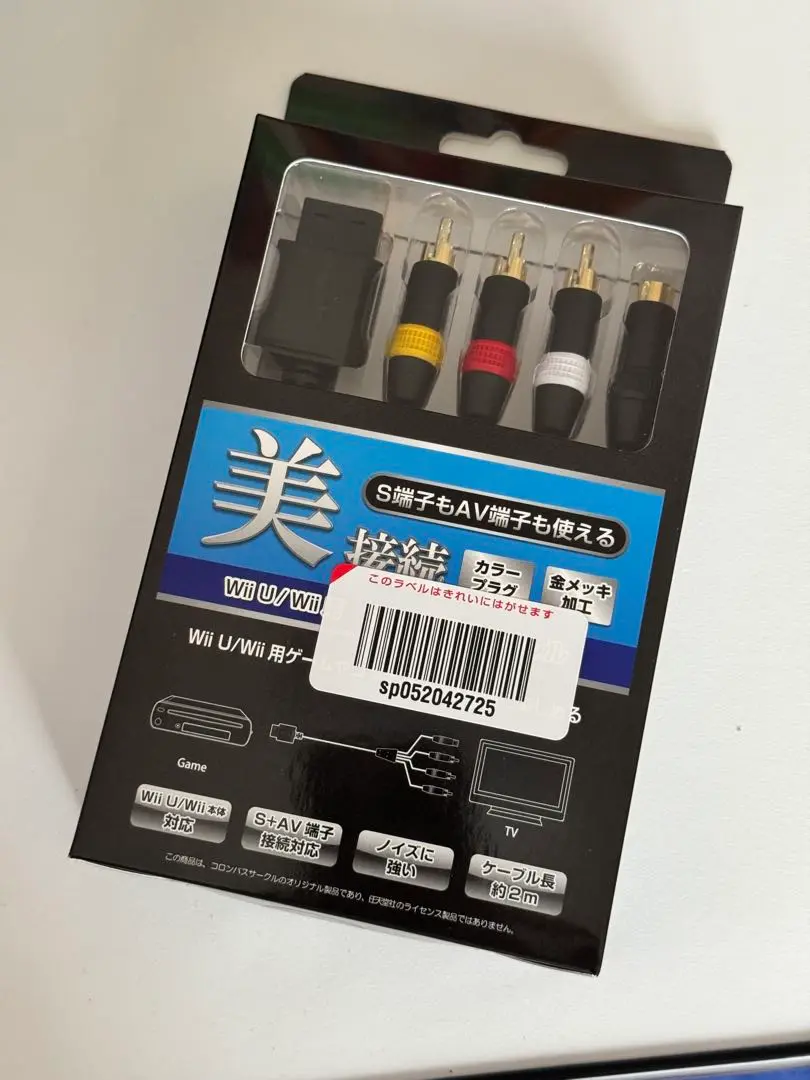 美
接続
S端子もAV端子も使える
カラー
プラグ
金メッキ
加工
Wii U/Wii
このラベルはきれいにはがせます
sp052042725
Wii U/Wii 用ゲー
る
Game
TV
Wii U/Wii 本体
対応
S+AV 端子
接続対応
ノイズに
強い
ケーブル長
約2m
この商品は、コロンバスサークルのオリジナル製品であり、任天堂社のライセンス製品ではありません。